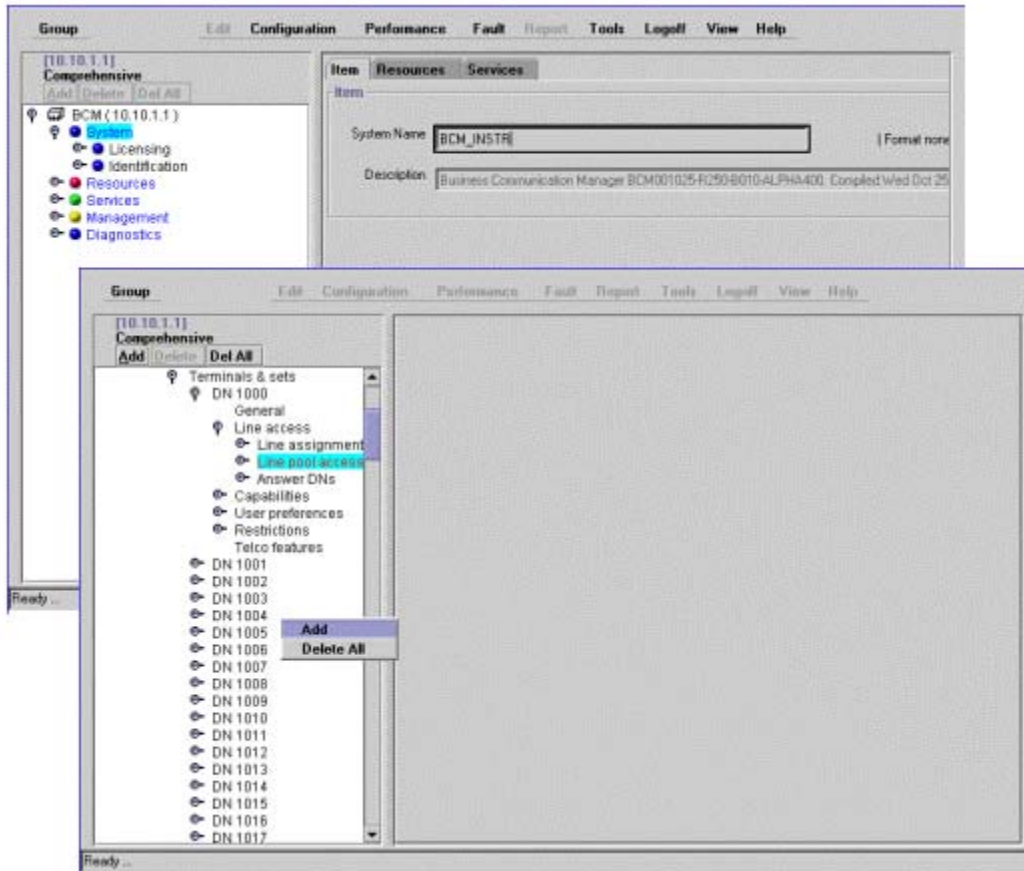 Group Edit Configuration Performance Fault Report Tools Logoff View Help
[10.10.1.1]
Comprehensive
Add Delete Del All
BCM ( 10.10.1.1 )
System
Licensing
Identification
Resources
Services
Management
Diagnostics
Item Resources Services
Item
System Name BCM_INSTR | Format none
Description Business Communication Manager BCM001025-R250-B010-ALPHA400, Compiled Wed Oct 25
Ready ...
Group Edit Configuration Performance Fault Report Tools Logoff View Help
[10.10.1.1]
Comprehensive
Add Delete Del All
Terminals & sets
DN 1000
General
Line access
Line assignment
Line pool access
Answer DNs
Capabilities
User preferences
Restrictions
Telco features
DN 1001
DN 1002
DN 1003
DN 1004
DN 1005
DN 1006
DN 1007
DN 1008
DN 1009
DN 1010
DN 1011
DN 1012
DN 1013
DN 1014
DN 1015
DN 1016
DN 1017
Add
Delete All
Ready ...